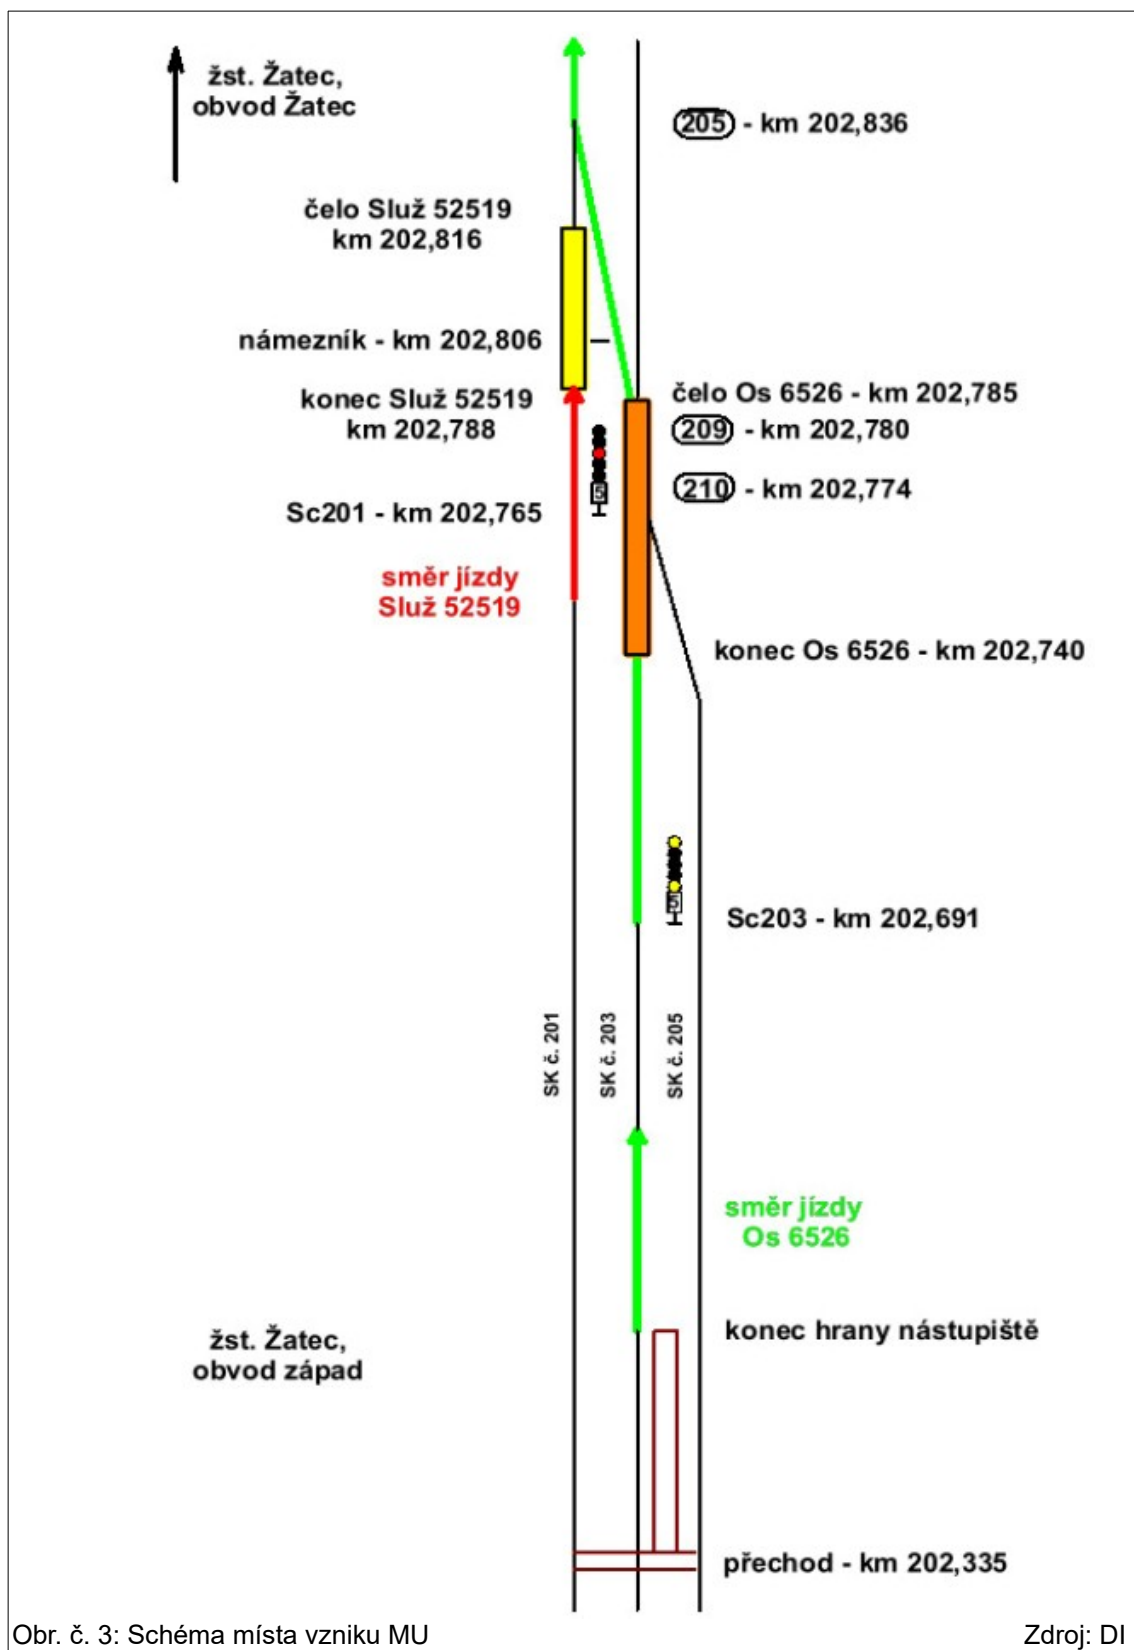 žst. Žatec,
obvod Žatec
205 - km 202,836
čelo Služ 52519
km 202,816
námezník - km 202,806
čelo Os 6526 - km 202,785
konec Služ 52519
km 202,788
209 - km 202,780
5
210 - km 202,774
Sc201 - km 202,765
směr jízdy
Služ 52519
konec Os 6526 - km 202,740
5
Sc203 - km 202,691
SK č. 201
SK č. 203
SK č. 205
směr jízdy
Os 6526
žst. Žatec,
obvod západ
konec hrany nástupiště
přechod - km 202,335
Obr. č. 3: Schéma místa vzniku MU
Zdroj: DI